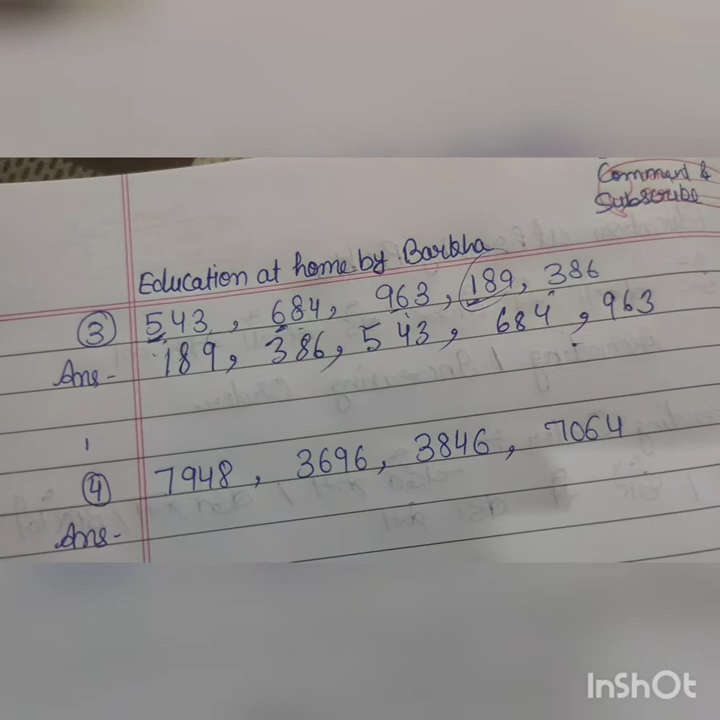 Comment &
Subscribe
Education at home by Barkha
③ 543, 684, 963, 189, 386
Ans- 189, 386, 543, 684, 963
④ 7948, 3696, 3846, 7064
Ans-
InShOt